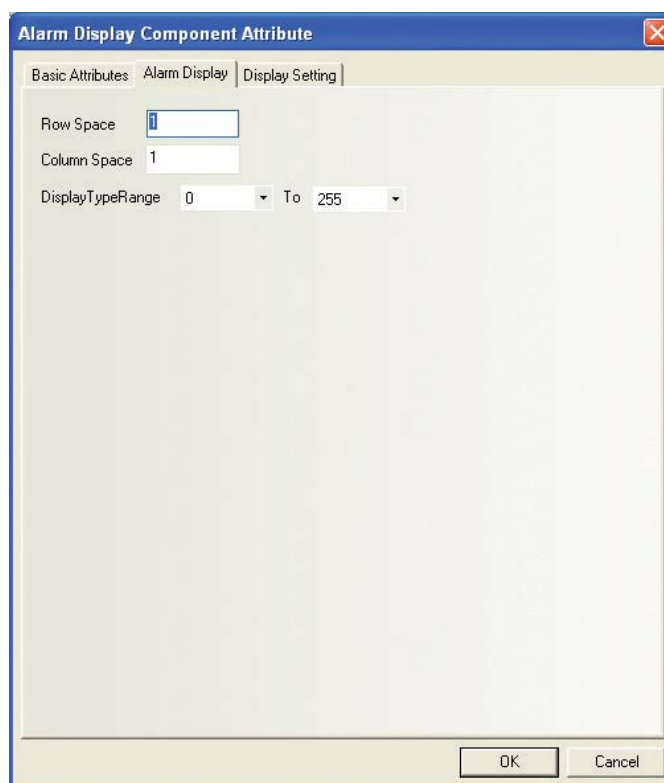 Alarm Display Component Attribute
Basic Attributes Alarm Display Display Setting
Row Space 1
Column Space 1
DisplayTypeRange 0 To 255
OK Cancel